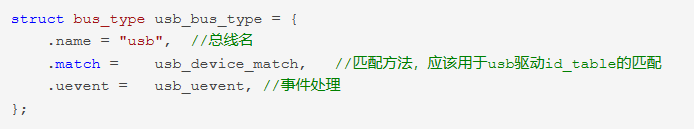 struct bus_type usb_bus_type = {
    .name = "usb",  //总线名
    .match =    usb_device_match,   //匹配方法，应该用于usb驱动id_table的匹配
    .uevent =   usb_uevent, //事件处理
};